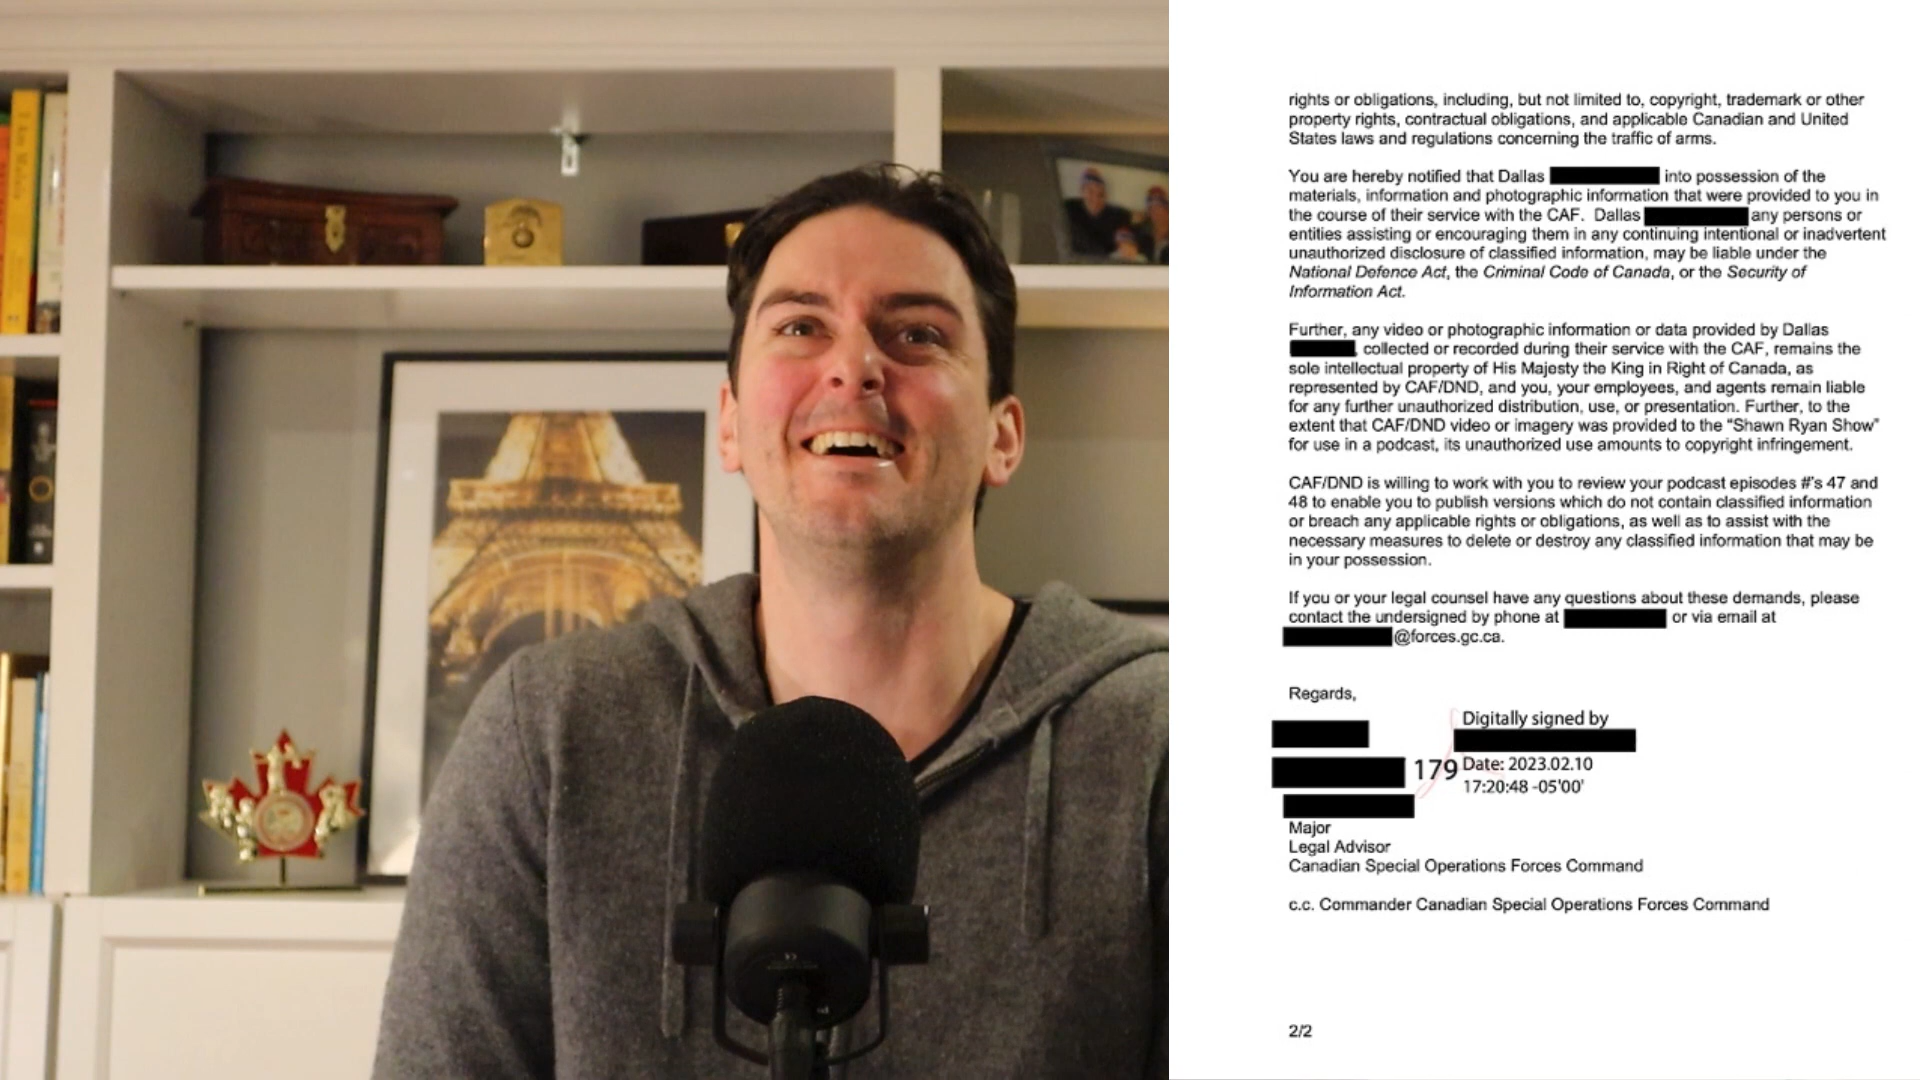 rights or obligations, including, but not limited to, copyright, trademark or other
property rights, contractual obligations, and applicable Canadian and United
States laws and regulations concerning the traffic of arms.
You are hereby notified that Dallas into possession of the
materials, information and photographic information that were provided to you in
the course of their service with the CAF. Dallas any persons or
entities assisting or encouraging them in any continuing intentional or inadvertent
unauthorized disclosure of classified information, may be liable under the
National Defence Act, the Criminal Code of Canada, or the Security of
Information Act.
Further, any video or photographic information or data provided by Dallas
, collected or recorded during their service with the CAF, remains the
sole intellectual property of His Majesty the King in Right of Canada, as
represented by CAF/DND, and you, your employees, and agents remain liable
for any further unauthorized distribution, use, or presentation. Further, to the
extent that CAF/DND video or imagery was provided to the “Shawn Ryan Show”
for use in a podcast, its unauthorized use amounts to copyright infringement.
CAF/DND is willing to work with you to review your podcast episodes #’s 47 and
48 to enable you to publish versions which do not contain classified information
or breach any applicable rights or obligations, as well as to assist with the
necessary measures to delete or destroy any classified information that may be
in your possession.
If you or your legal counsel have any questions about these demands, please
contact the undersigned by phone at or via email at
@forces.gc.ca.
Regards,
Digitally signed by
179 Date: 2023.02.10
17:20:48 -05'00'
Major
Legal Advisor
Canadian Special Operations Forces Command
c.c. Commander Canadian Special Operations Forces Command
2/2